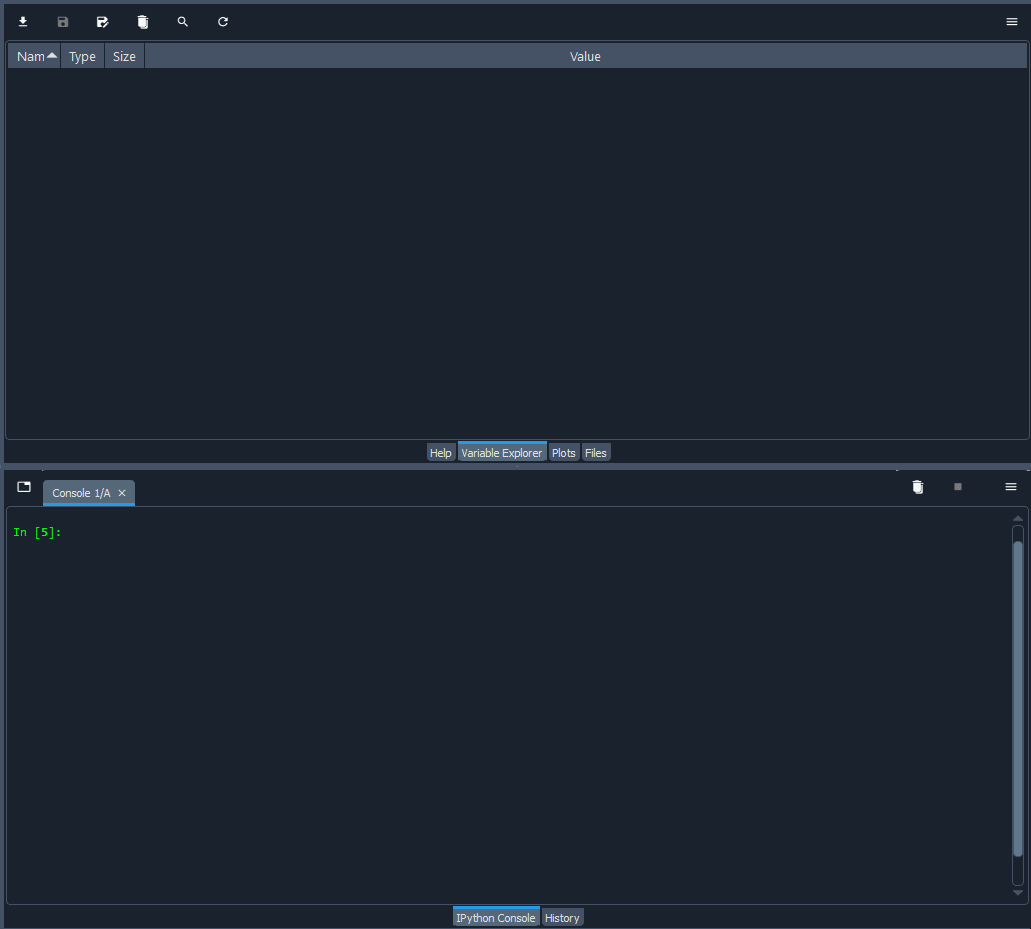 Nam Type Size Value
Help Variable Explorer Plots Files
Console 1/A
In [5]:
IPython Console History